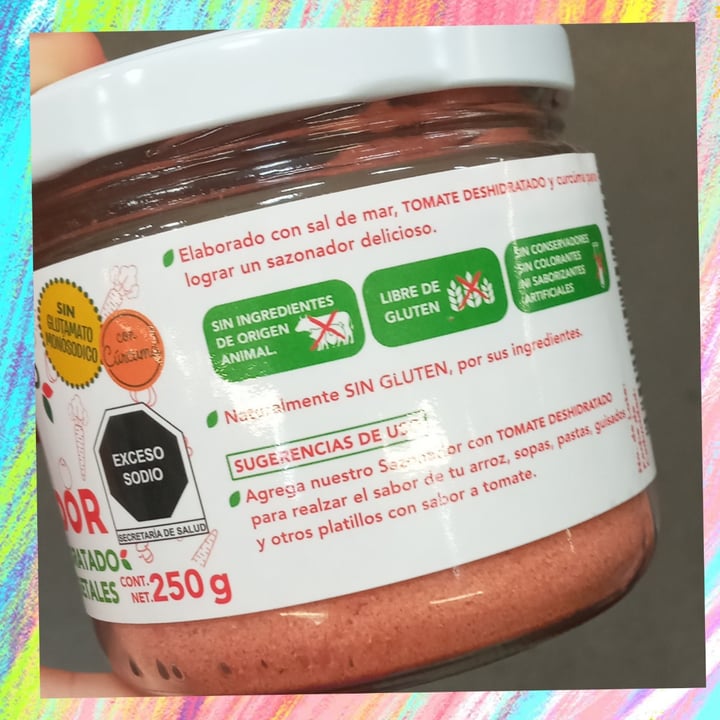 Elaborado con sal de mar, TOMATE DESHIDRATADO y curcúma para
lograr un sazonador delicioso.
SIN INGREDIENTES
DE ORIGEN
ANIMAL.
LIBRE DE
GLUTEN
SIN CONSERVADORES
SIN COLORANTES
NI SABORIZANTES
ARTIFICIALES
Naturalmente SIN GLUTEN, por sus ingredientes.
SUGERENCIAS DE USO
Agrega nuestro Sazonador con TOMATE DESHIDRATADO
para realzar el sabor de tu arroz, sopas, pastas, guisados
y otros platillos con sabor a tomate.
SIN
GLUTAMATO
MONOSÓDICO
con
Cúrcuma
EXCESO
SODIO
SECRETARÍA DE SALUD
DOR
RATADO
ETALES
CONT.
NET. 250 g